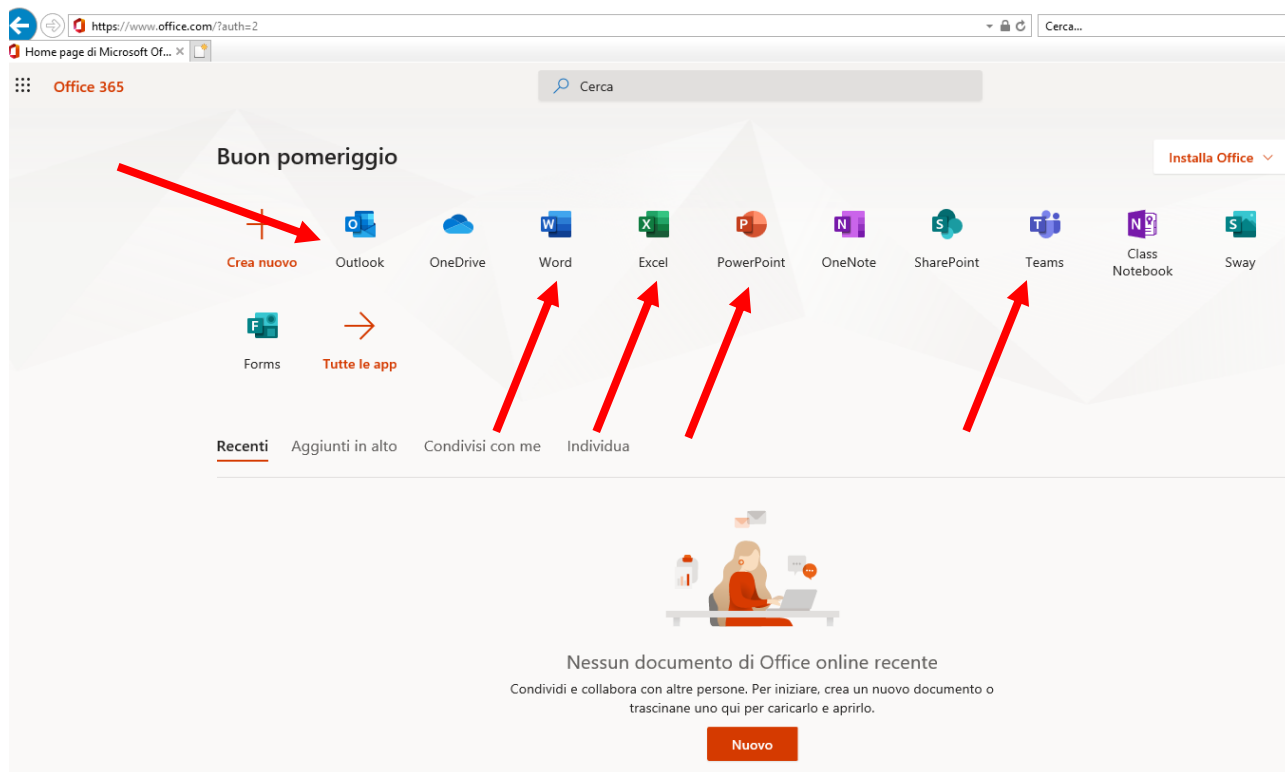 https://www.office.com/?auth=2
Cerca...
Home page di Microsoft Of...
Office 365
Cerca
Buon pomeriggio
Installa Office
Crea nuovo
Outlook
OneDrive
Word
Excel
PowerPoint
OneNote
SharePoint
Teams
Class
Notebook
Sway
Forms
Tutte le app
Recenti
Aggiunti in alto
Condivisi con me
Individua
Nessun documento di Office online recente
Condividi e collabora con altre persone. Per iniziare, crea un nuovo documento o
trascinane uno qui per caricarlo e aprirlo.
Nuovo